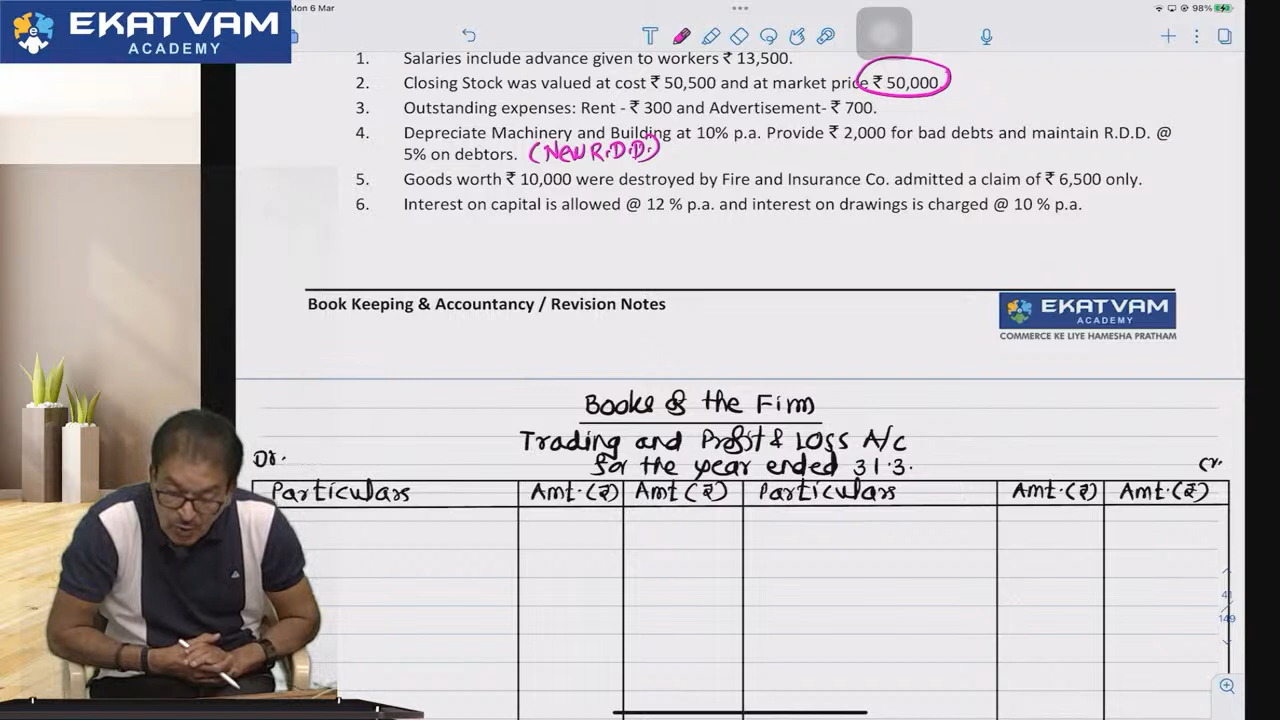 EKATVAM
ACADEMY
Mon 6 Mar
98%
1. Salaries include advance given to workers ₹ 13,500.
2. Closing Stock was valued at cost ₹ 50,500 and at market price ₹ 50,000
3. Outstanding expenses: Rent - ₹ 300 and Advertisement- ₹ 700.
4. Depreciate Machinery and Building at 10% p.a. Provide ₹ 2,000 for bad debts and maintain R.D.D. @
5% on debtors. (New R.D.D.)
5. Goods worth ₹ 10,000 were destroyed by Fire and Insurance Co. admitted a claim of ₹ 6,500 only.
6. Interest on capital is allowed @ 12 % p.a. and interest on drawings is charged @ 10 % p.a.
Book Keeping & Accountancy / Revision Notes
EKATVAM
ACADEMY
COMMERCE KE LIYE HAMESHA PRATHAM
Books of the Firm
Trading and Profit & Loss A/c
for the year ended 31.3.
Dr. Cr.
Particulars Amt.(₹) Amt(₹) Particulars Amt.(₹) Amt.(₹)
41
149